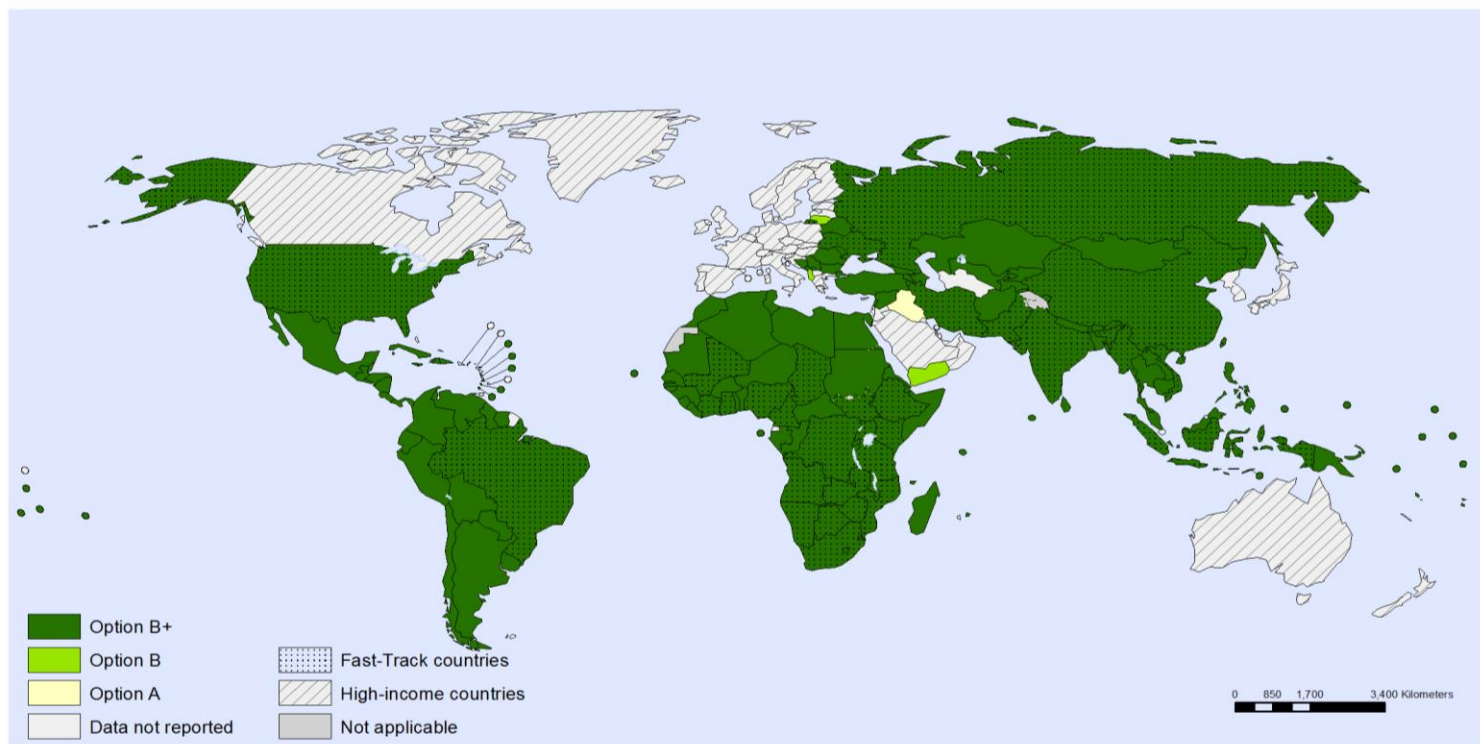 Option B+
Option B
Option A
Data not reported
Fast-Track countries
High-income countries
Not applicable
0 850 1,700 3,400 Kilometers